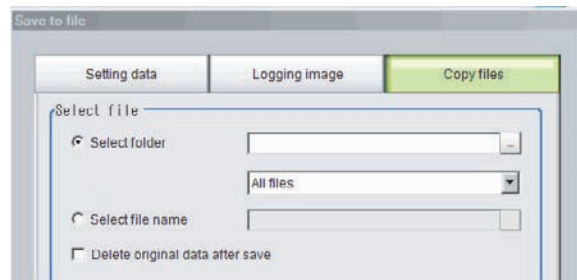 Save to file
Setting data Logging image Copy files
Select file
Select folder ...
All files
Select file name
Delete original data after save